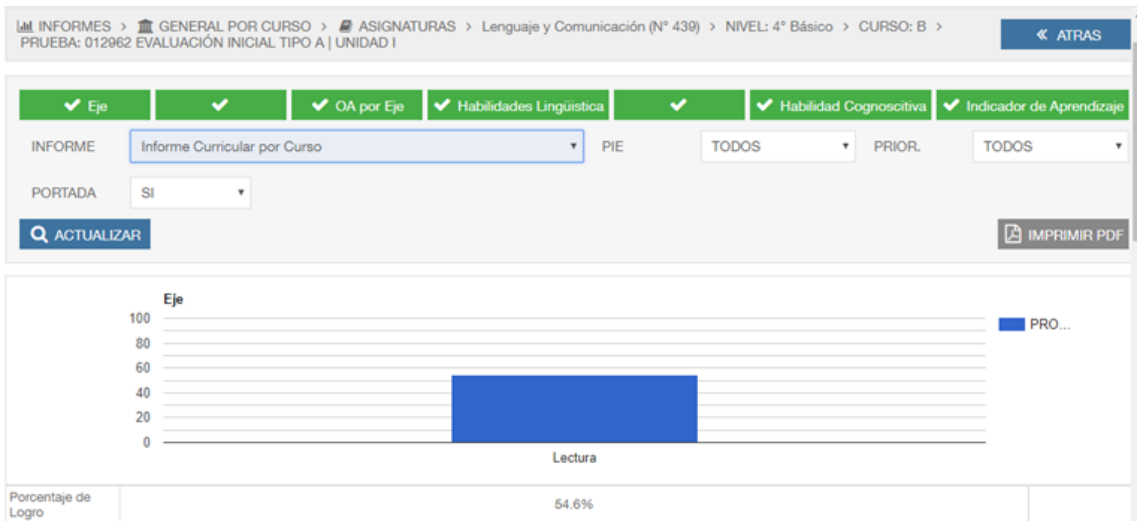 INFORMES > GENERAL POR CURSO > ASIGNATURAS > Lenguaje y Comunicación (N° 439) > NIVEL: 4° Básico > CURSO: B >
PRUEBA: 012962 EVALUACIÓN INICIAL TIPO A | UNIDAD I
« ATRAS
Eje
OA por Eje
Habilidades Lingüistica
Habilidad Cognoscitiva
Indicador de Aprendizaje
INFORME
Informe Curricular por Curso
PIE
TODOS
PRIOR.
TODOS
PORTADA
SI
ACTUALIZAR
IMPRIMIR PDF
Eje
100
80
60
40
20
0
Lectura
PRO...
Porcentaje de
Logro
54.6%